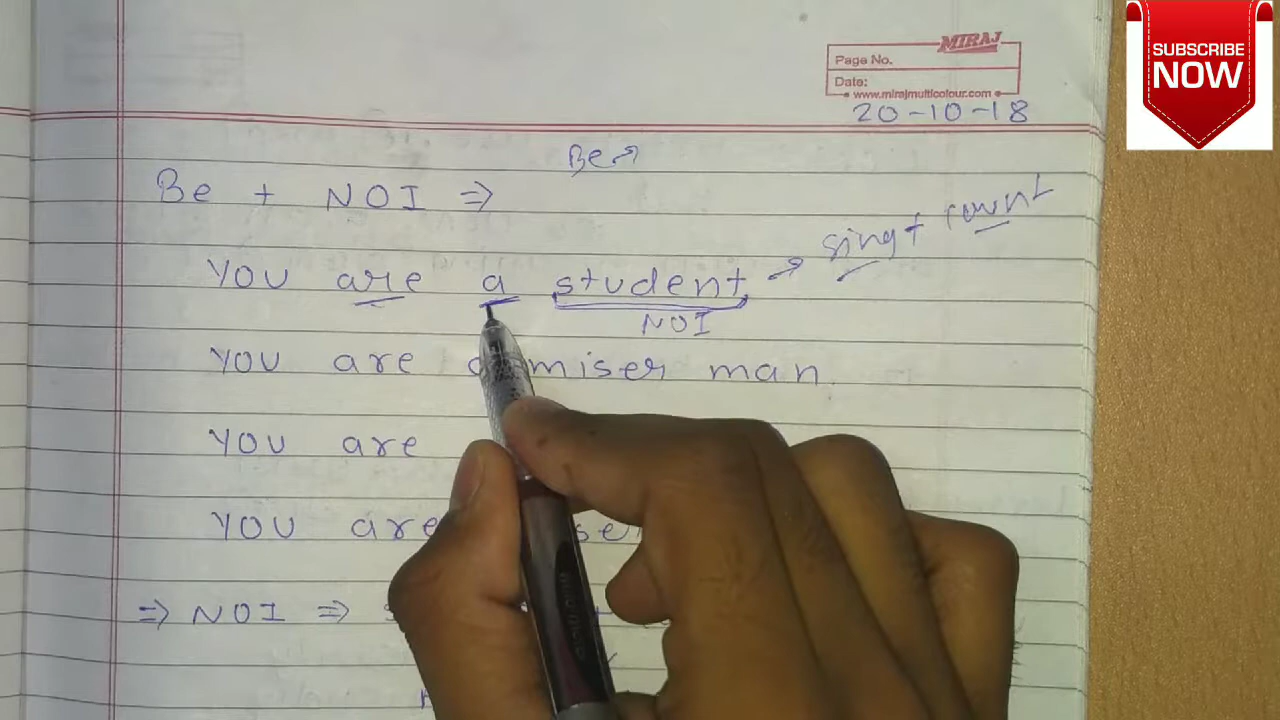 SUBSCRIBE
NOW
MIRAJ
Page No.
Date:
www.mirajmulticolour.com
20-10-18
Be
Be + NOI ⇒
sing + count
You are a student →
NOI
You are miser man.
You are
You are
⇒ NOI ⇒